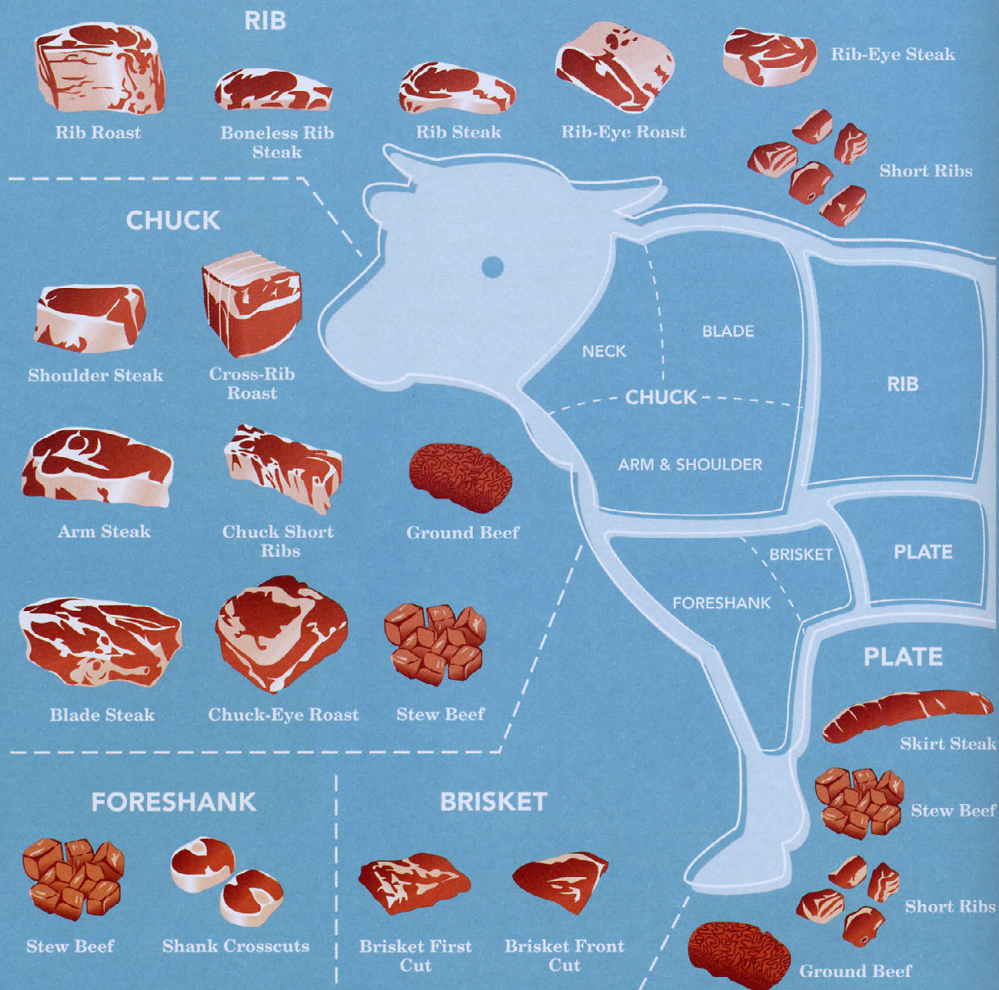 RIB
Rib Roast
Boneless Rib
Steak
Rib Steak
Rib-Eye Roast
Rib-Eye Steak
Short Ribs
CHUCK
Shoulder Steak
Cross-Rib
Roast
Arm Steak
Chuck Short
Ribs
Ground Beef
Blade Steak
Chuck-Eye Roast
Stew Beef
NECK
BLADE
CHUCK
ARM & SHOULDER
RIB
BRISKET
FORESHANK
PLATE
PLATE
Skirt Steak
Stew Beef
Short Ribs
Ground Beef
FORESHANK
Stew Beef
Shank Crosscuts
BRISKET
Brisket First
Cut
Brisket Front
Cut